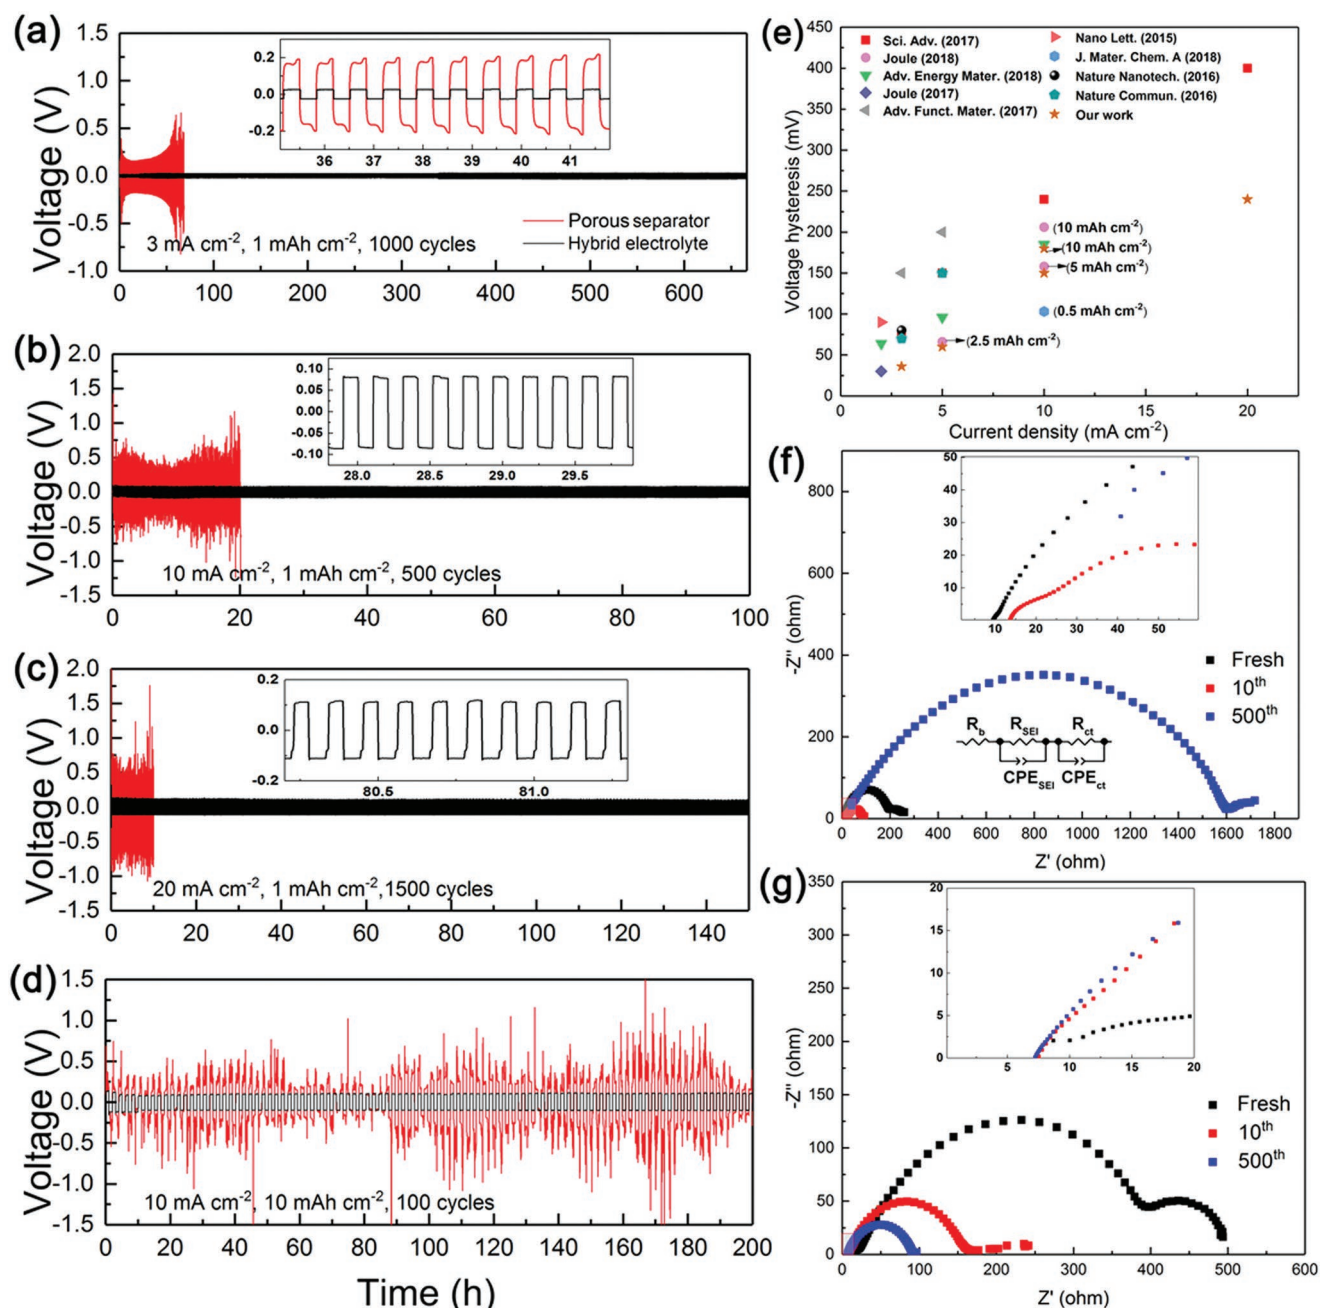 (a)
1.5
1.0
0.5
0.0
-0.5
-1.0
Voltage (V)
0.2
0.0
-0.2
36 37 38 39 40 41
Porous separator
Hybrid electrolyte
3 mA cm⁻², 1 mAh cm⁻², 1000 cycles
0 100 200 300 400 500 600
(b)
2.0
1.5
1.0
0.5
0.0
-0.5
-1.0
-1.5
Voltage (V)
0.10
0.05
0.00
-0.05
-0.10
28.0 28.5 29.0 29.5
10 mA cm⁻², 1 mAh cm⁻², 500 cycles
0 20 40 60 80 100
(c)
2.0
1.5
1.0
0.5
0.0
-0.5
-1.0
-1.5
Voltage (V)
0.2
0.0
-0.2
80.5 81.0
20 mA cm⁻², 1 mAh cm⁻²,1500 cycles
0 20 40 60 80 100 120 140
(d)
1.5
1.0
0.5
0.0
-0.5
-1.0
-1.5
Voltage (V)
10 mA cm⁻², 10 mAh cm⁻², 100 cycles
0 20 40 60 80 100 120 140 160 180 200
Time (h)
(e)
450
400
350
300
250
200
150
100
50
0
Voltage hysteresis (mV)
Sci. Adv. (2017)
Joule (2018)
Adv. Energy Mater. (2018)
Joule (2017)
Adv. Funct. Mater. (2017)
Nano Lett. (2015)
J. Mater. Chem. A (2018)
Nature Nanotech. (2016)
Nature Commun. (2016)
Our work
(10 mAh cm⁻²)
(10 mAh cm⁻²)
5 mAh cm⁻²)
(0.5 mAh cm⁻²)
(2.5 mAh cm⁻²)
0 5 10 15 20
Current density (mA cm⁻²)
(f)
800
600
400
200
0
-Z'' (ohm)
50
40
30
20
10
10 20 30 40 50
Fresh
10th
500th
R_b R_SEI R_ct
CPE_SEI CPE_ct
0 200 400 600 800 1000 1200 1400 1600 1800
Z' (ohm)
(g)
350
300
250
200
150
100
50
0
-Z'' (ohm)
20
15
10
5
0
5 10 15 20
Fresh
10th
500th
0 100 200 300 400 500 600
Z' (ohm)